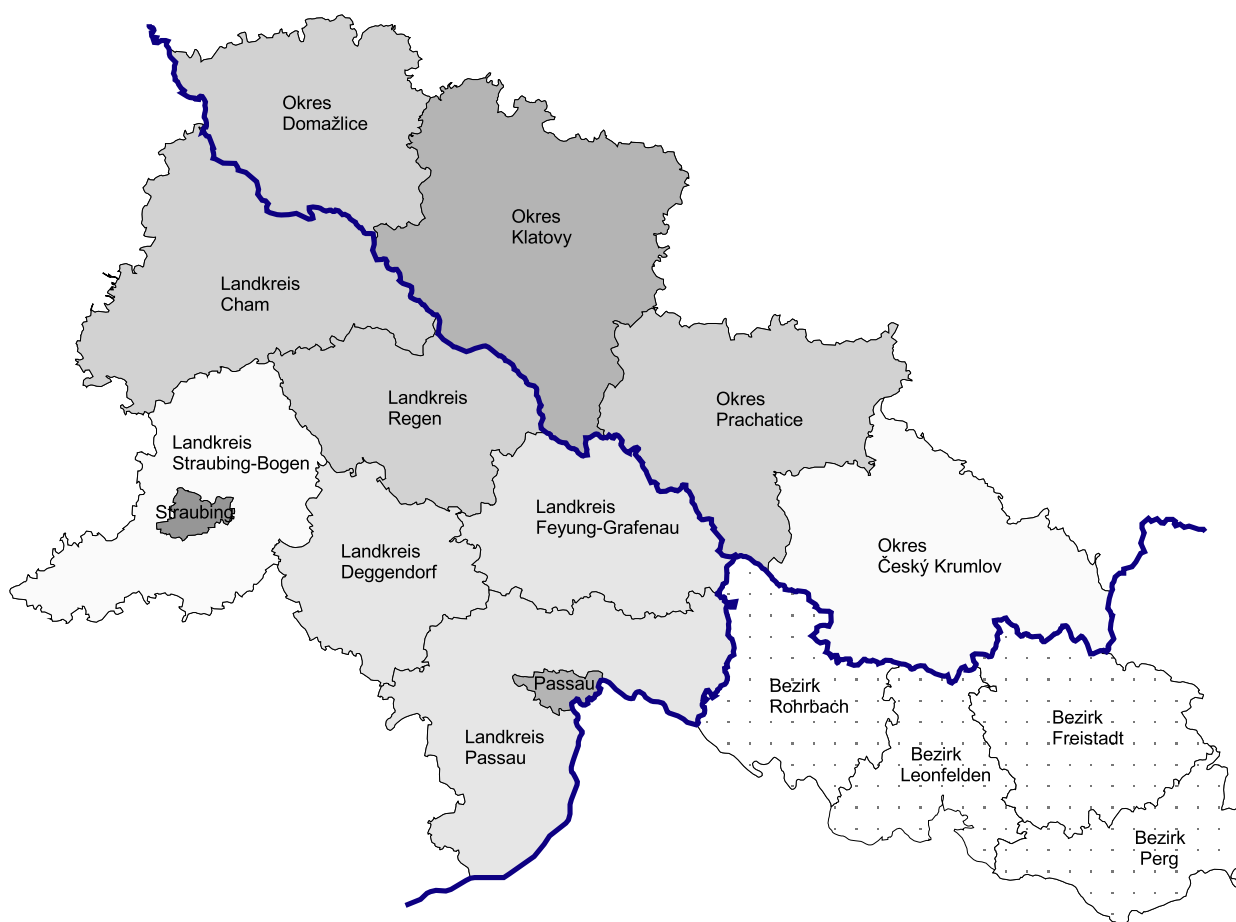 Okres
Domažlice
Okres
Klatovy
Landkreis
Cham
Landkreis
Regen
Okres
Prachatice
Landkreis
Straubing-Bogen
Straubing
Landkreis
Feyung-Grafenau
Landkreis
Deggendorf
Okres
Český Krumlov
Passau
Bezirk
Rohrbach
Landkreis
Passau
Bezirk
Freistadt
Bezirk
Leonfelden
Bezirk
Perg